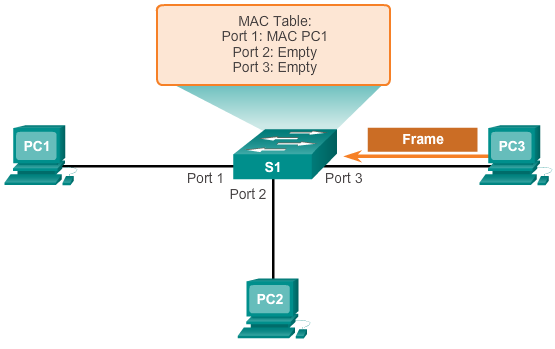 MAC Table:
Port 1: MAC PC1
Port 2: Empty
Port 3: Empty
PC1
Frame
PC3
S1
Port 1
Port 3
Port 2
PC2